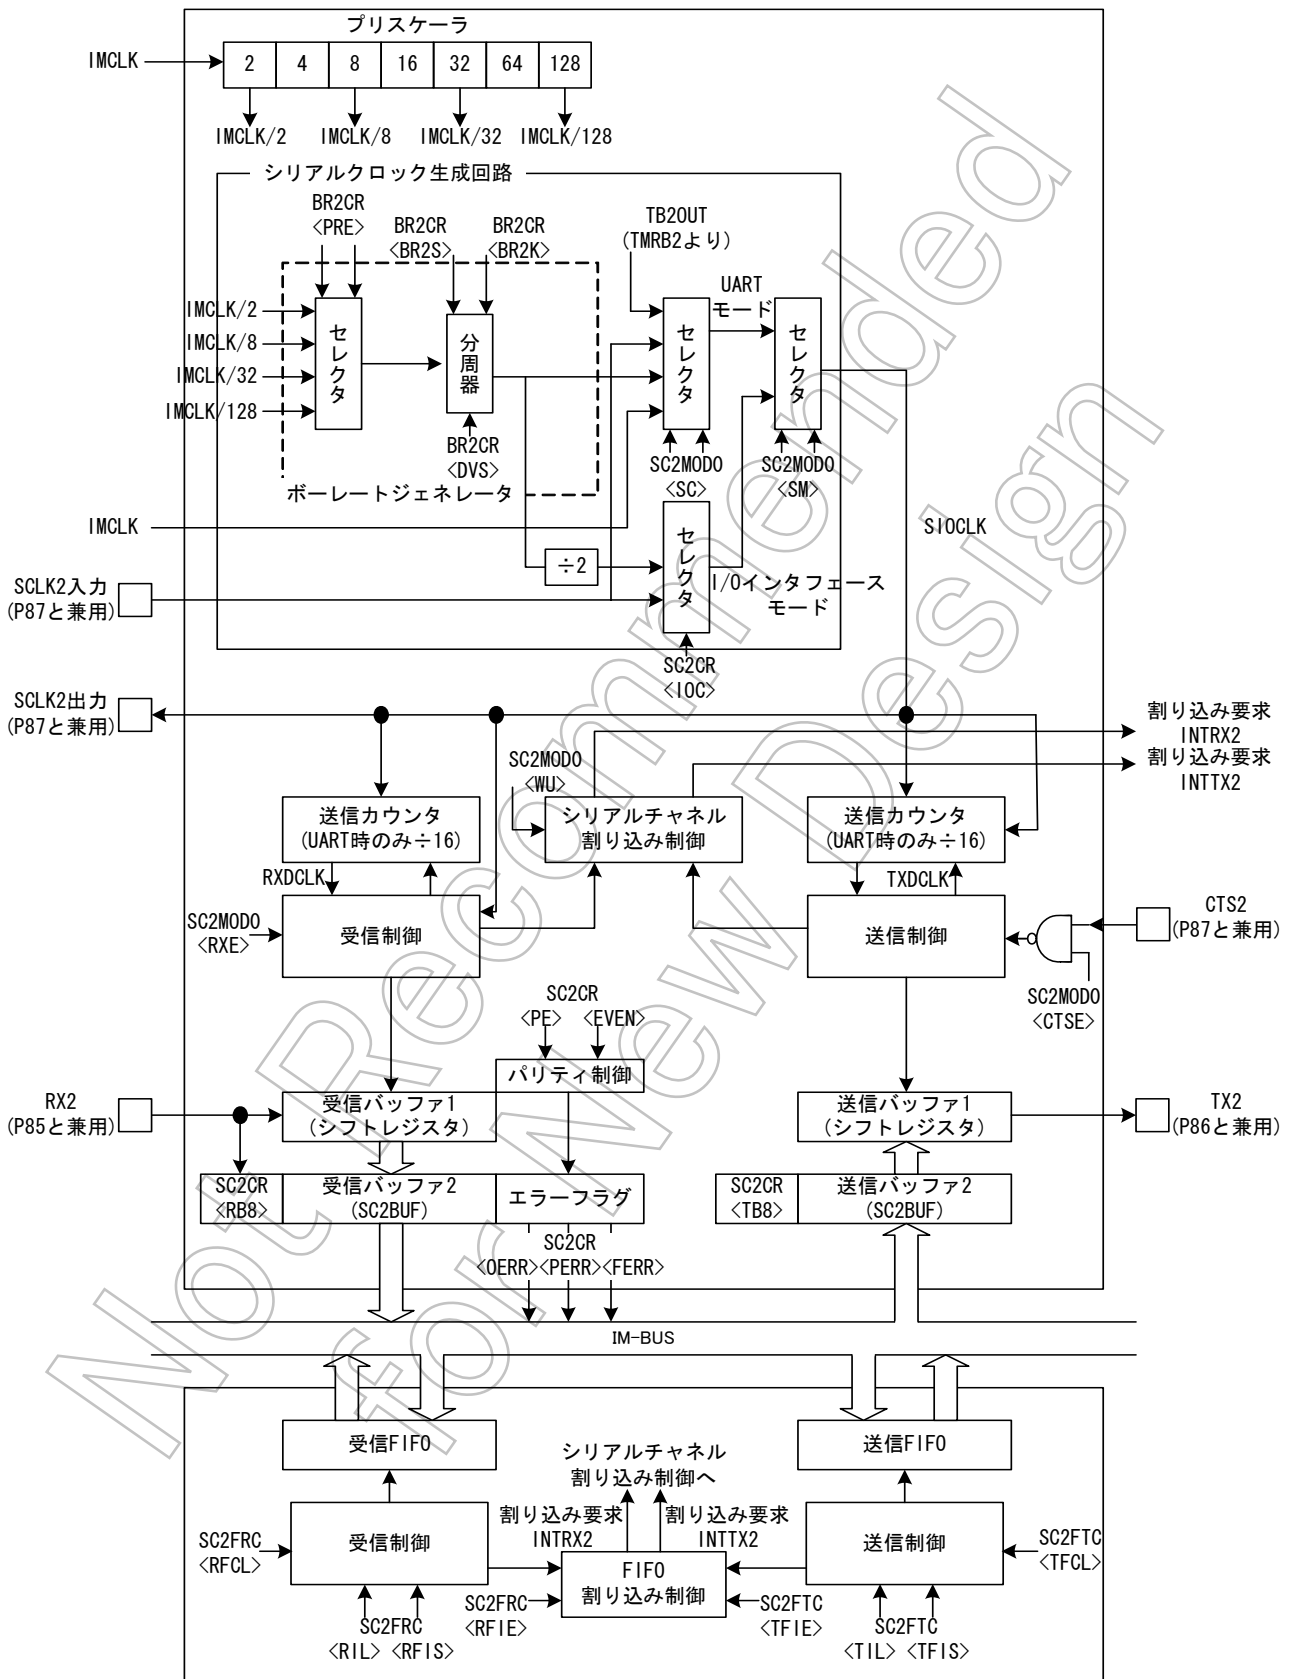 プリスケーラ
IMCLK
2 4 8 16 32 64 128
IMCLK/2 IMCLK/8 IMCLK/32 IMCLK/128
シリアルクロック生成回路
BR2CR
<PRE>
BR2CR
<BR2S>
BR2CR
<BR2K>
TB2OUT
(TMRB2より)
UART
モード
IMCLK/2
IMCLK/8
IMCLK/32
IMCLK/128
セレクタ
分周器
セレクタ
セレクタ
BR2CR
<DVS>
ボーレートジェネレータ
SC2MOD0
<SC>
SC2MOD0
<SM>
IMCLK
SIOCLK
÷2
セレクタ
I/Oインタフェース
モード
SCLK2入力
(P87と兼用)
SC2CR
<IOC>
SCLK2出力
(P87と兼用)
割り込み要求
INTRX2
割り込み要求
INTTX2
SC2MOD0
<WU>
送信カウンタ
(UART時のみ÷16)
シリアルチャネル
割り込み制御
送信カウンタ
(UART時のみ÷16)
RXDCLK
TXDCLK
SC2MOD0
<RXE>
受信制御
送信制御
CTS2
(P87と兼用)
SC2MOD0
<CTSE>
SC2CR
<PE> <EVEN>
パリティ制御
RX2
(P85と兼用)
受信バッファ1
(シフトレジスタ)
送信バッファ1
(シフトレジスタ)
TX2
(P86と兼用)
SC2CR
<RB8>
受信バッファ2
(SC2BUF)
エラーフラグ
SC2CR
<TB8>
送信バッファ2
(SC2BUF)
SC2CR
<OERR> <PERR> <FERR>
IM-BUS
受信FIFO
送信FIFO
シリアルチャネル
割り込み制御へ
割り込み要求
INTRX2
割り込み要求
INTTX2
SC2FRC
<RFCL>
受信制御
送信制御
SC2FTC
<TFCL>
FIFO
割り込み制御
SC2FRC
<RFIE>
SC2FTC
<TFIE>
SC2FRC
<RIL> <RFIS>
SC2FTC
<TIL> <TFIS>
Not Recommended
for New Design